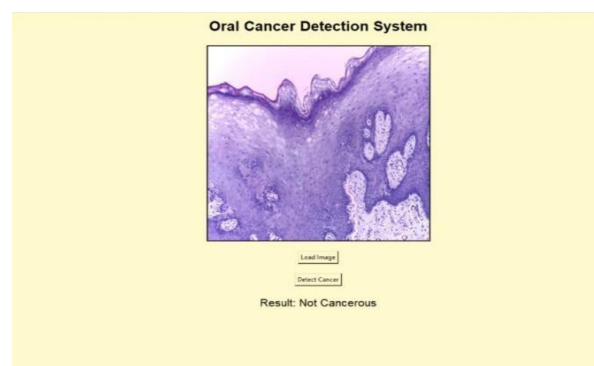 Oral Cancer Detection System
Load Image
Detect Cancer
Result: Not Cancerous